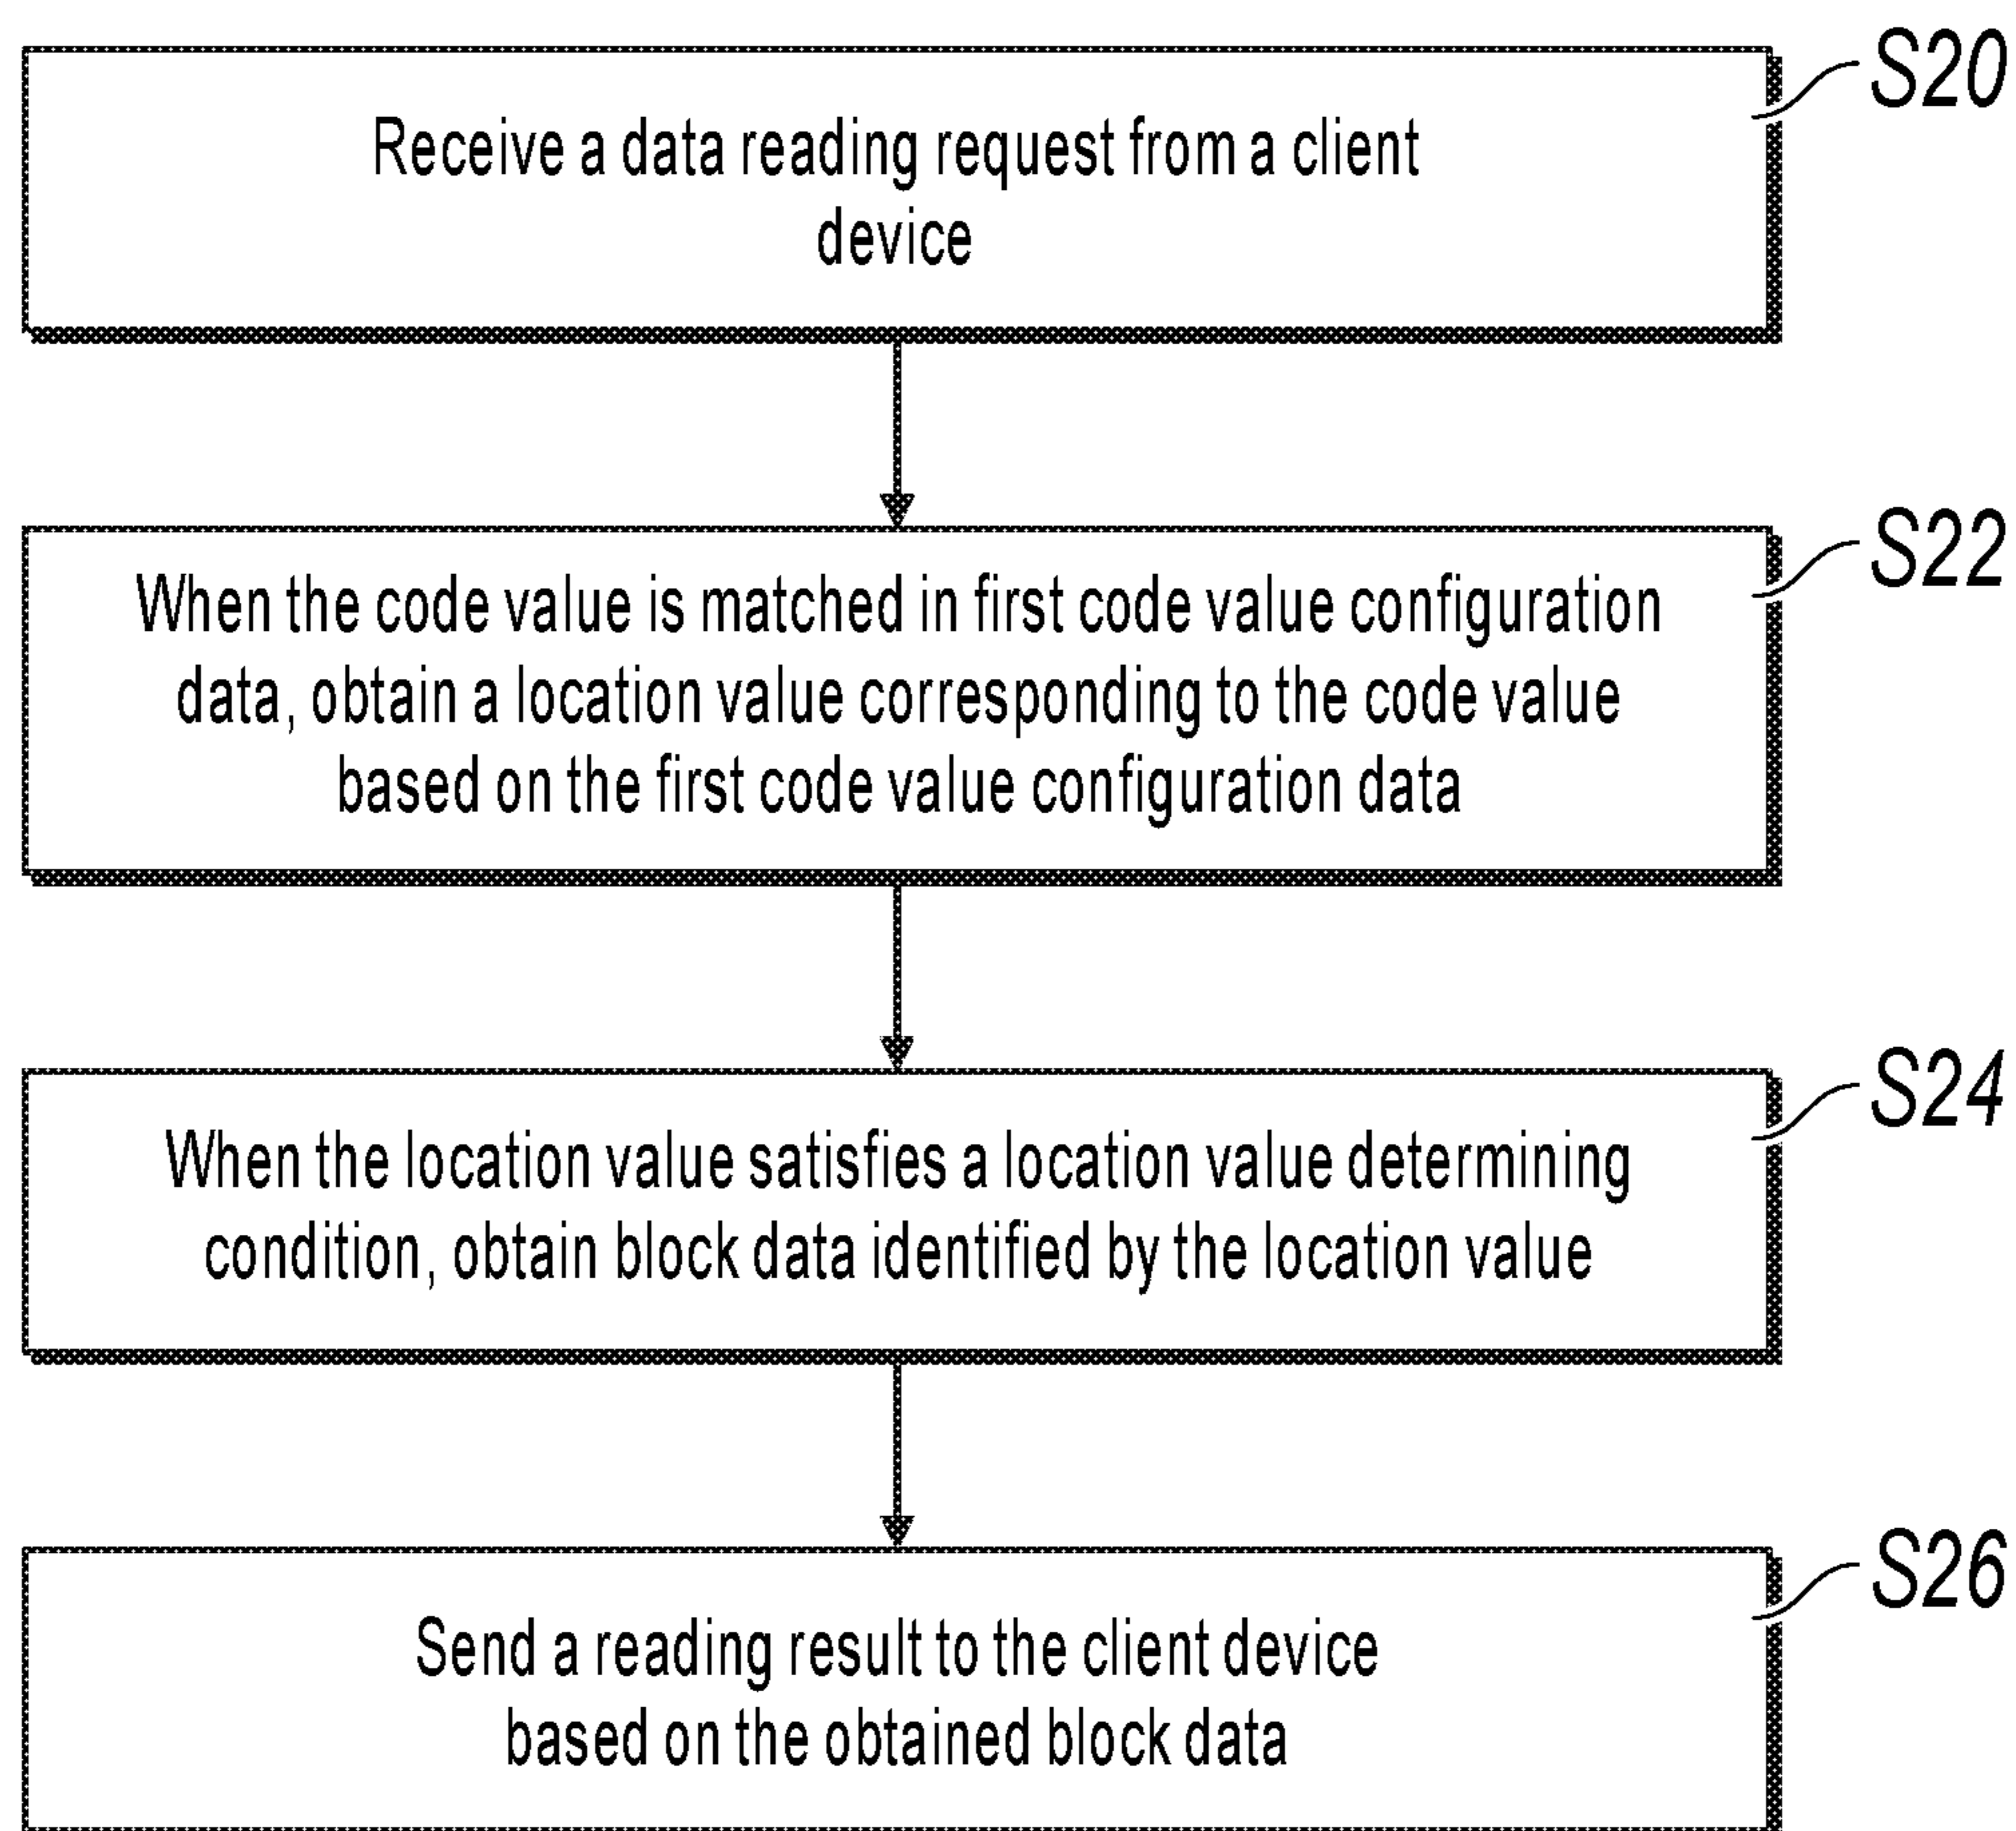 S20
Receive a data reading request from a client
device
S22
When the code value is matched in first code value configuration
data, obtain a location value corresponding to the code value
based on the first code value configuration data
S24
When the location value satisfies a location value determining
condition, obtain block data identified by the location value
S26
Send a reading result to the client device
based on the obtained block data